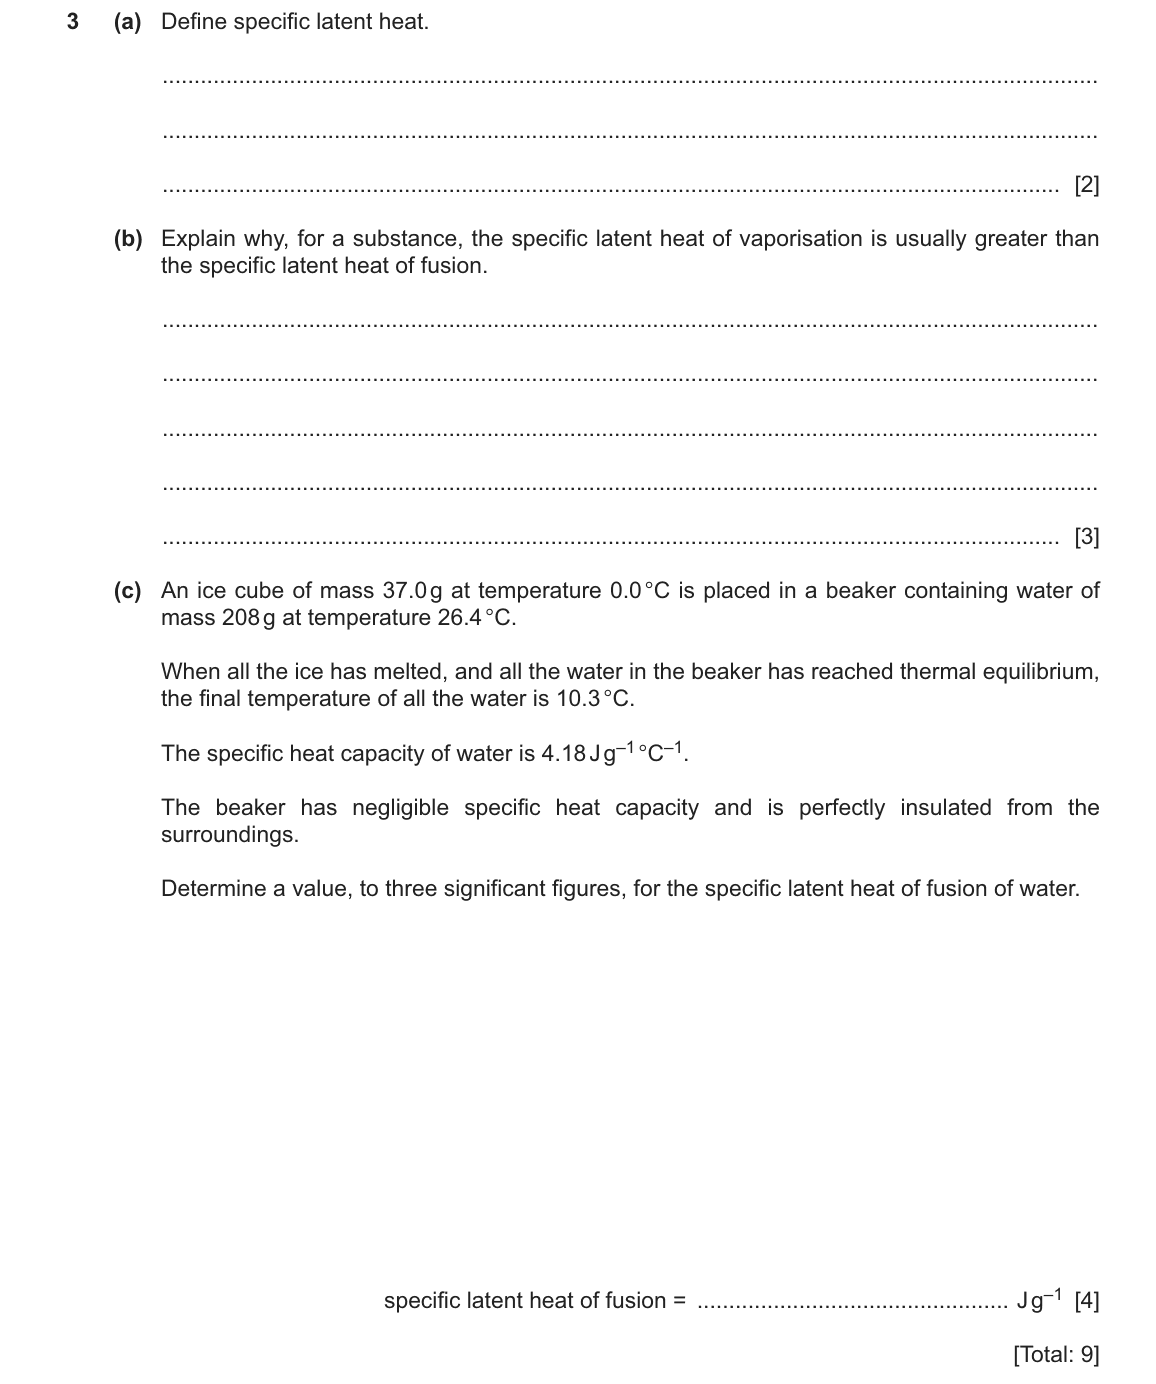 3 (a) Define specific latent heat.
..........................................................................................................................................
..........................................................................................................................................
.................................................................................................................................... [2]
(b) Explain why, for a substance, the specific latent heat of vaporisation is usually greater than
the specific latent heat of fusion.
..........................................................................................................................................
..........................................................................................................................................
..........................................................................................................................................
..........................................................................................................................................
.................................................................................................................................... [3]
(c) An ice cube of mass 37.0 g at temperature 0.0 °C is placed in a beaker containing water of
mass 208 g at temperature 26.4 °C.
When all the ice has melted, and all the water in the beaker has reached thermal equilibrium,
the final temperature of all the water is 10.3 °C.
The specific heat capacity of water is 4.18 J g⁻¹ °C⁻¹.
The beaker has negligible specific heat capacity and is perfectly insulated from the
surroundings.
Determine a value, to three significant figures, for the specific latent heat of fusion of water.
specific latent heat of fusion = ................................................ J g⁻¹ [4]
[Total: 9]